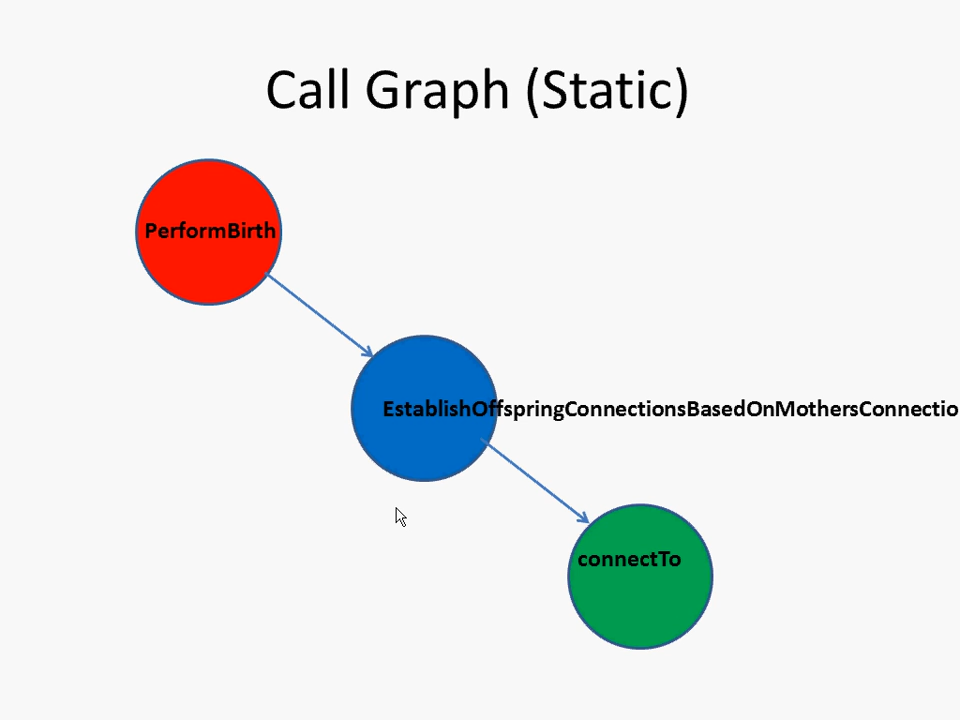 Call Graph (Static)
PerformBirth
EstablishOffspringConnectionsBasedOnMothersConnectio
connectTo